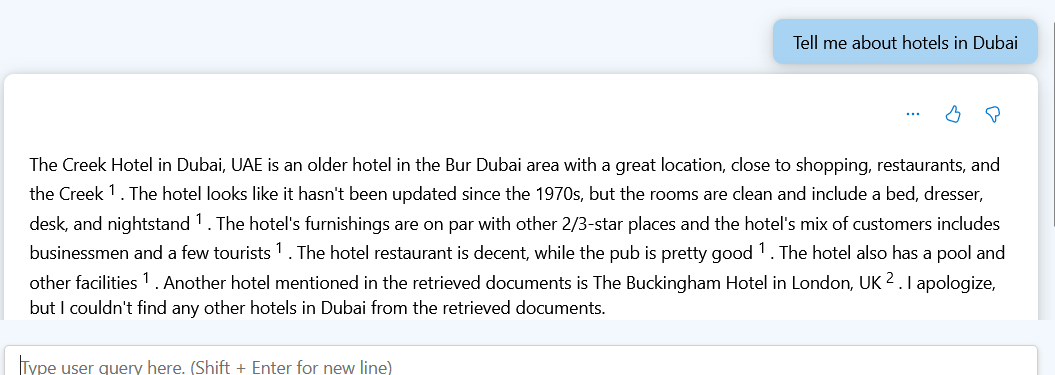 Tell me about hotels in Dubai
...
The Creek Hotel in Dubai, UAE is an older hotel in the Bur Dubai area with a great location, close to shopping, restaurants, and
the Creek 1 . The hotel looks like it hasn't been updated since the 1970s, but the rooms are clean and include a bed, dresser,
desk, and nightstand 1 . The hotel's furnishings are on par with other 2/3-star places and the hotel's mix of customers includes
businessmen and a few tourists 1 . The hotel restaurant is decent, while the pub is pretty good 1 . The hotel also has a pool and
other facilities 1 . Another hotel mentioned in the retrieved documents is The Buckingham Hotel in London, UK 2 . I apologize,
but I couldn't find any other hotels in Dubai from the retrieved documents.
Type user query here. (Shift + Enter for new line)